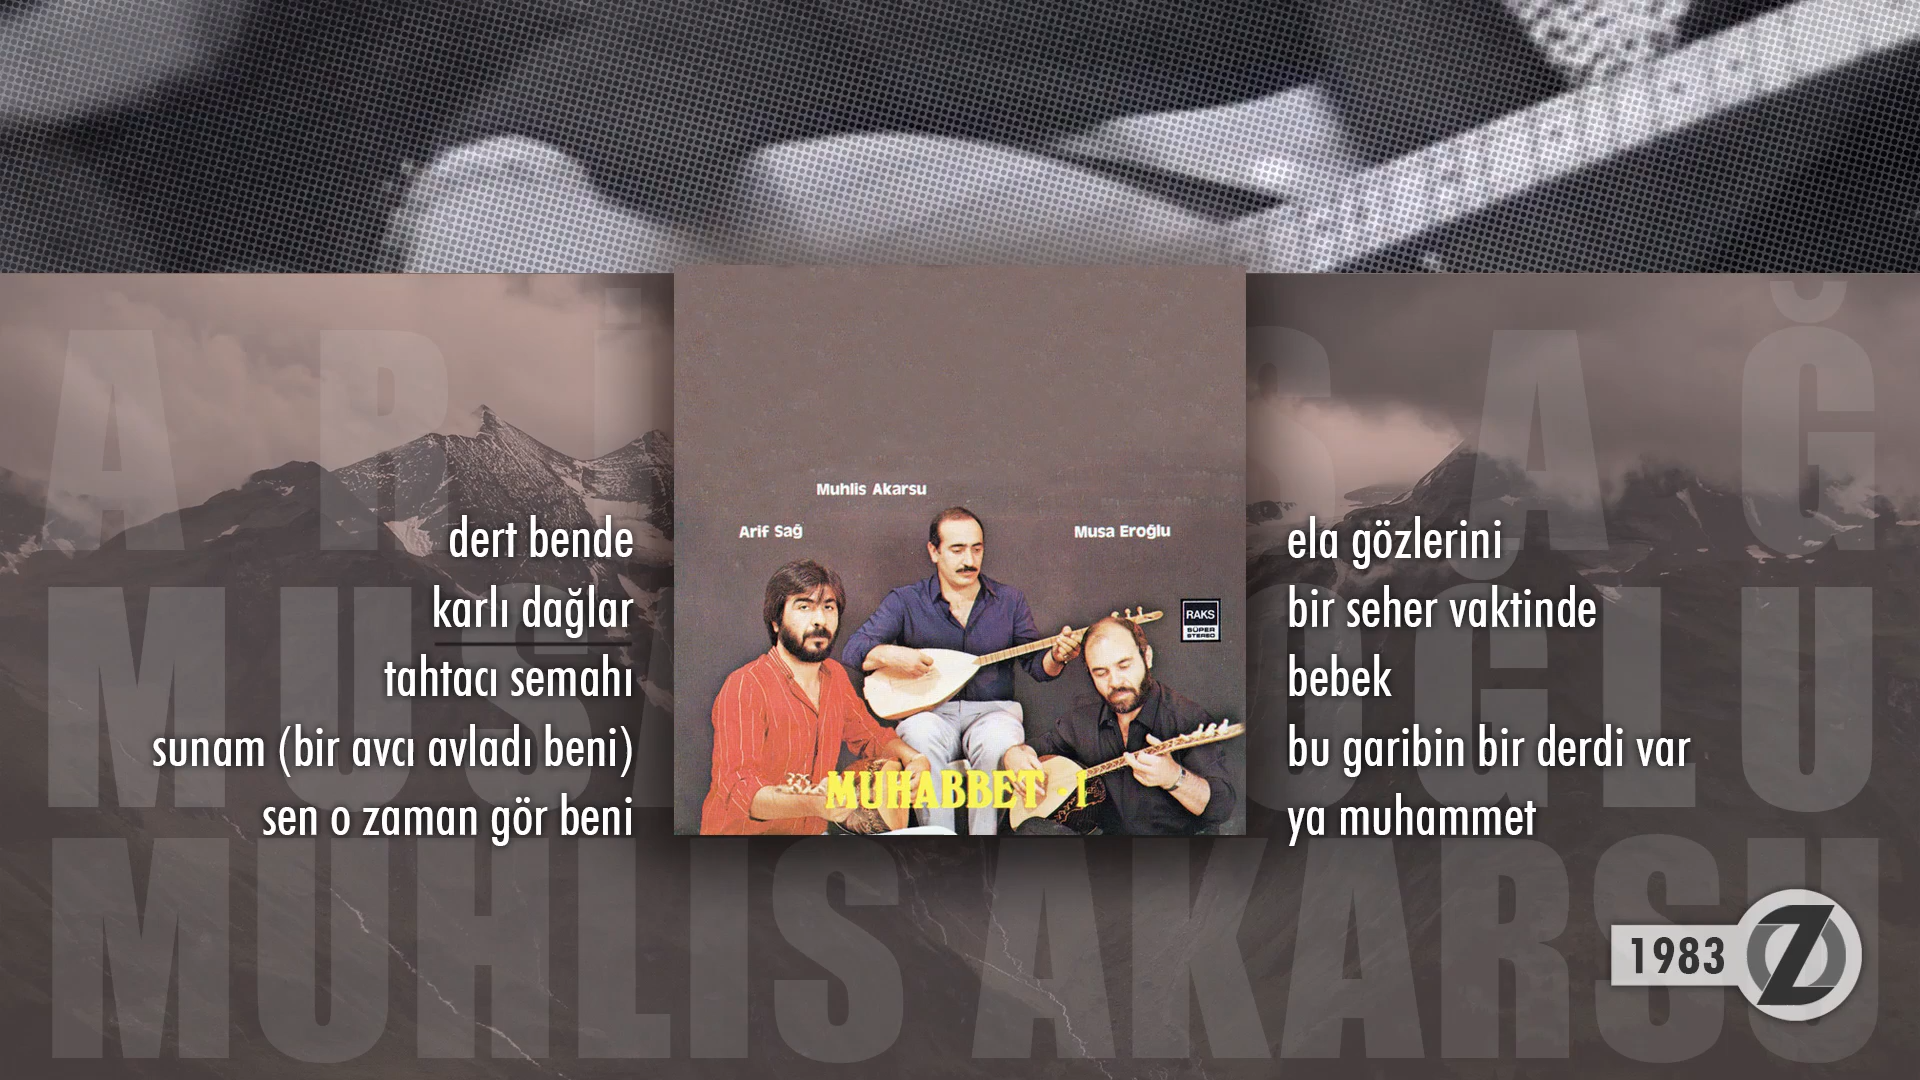 ARİF SAĞ
MUSA EROĞLU
MUHLİS AKARSU
dert bende
karlı dağlar
tahtacı semahı
sunam (bir avcı avladı beni)
sen o zaman gör beni
Muhlis Akarsu
Arif Sağ
Musa Eroğlu
RAKS
SÜPER
STEREO
MUHABBET · 1
ela gözlerini
bir seher vaktinde
bebek
bu garibin bir derdi var
ya muhammet
1983